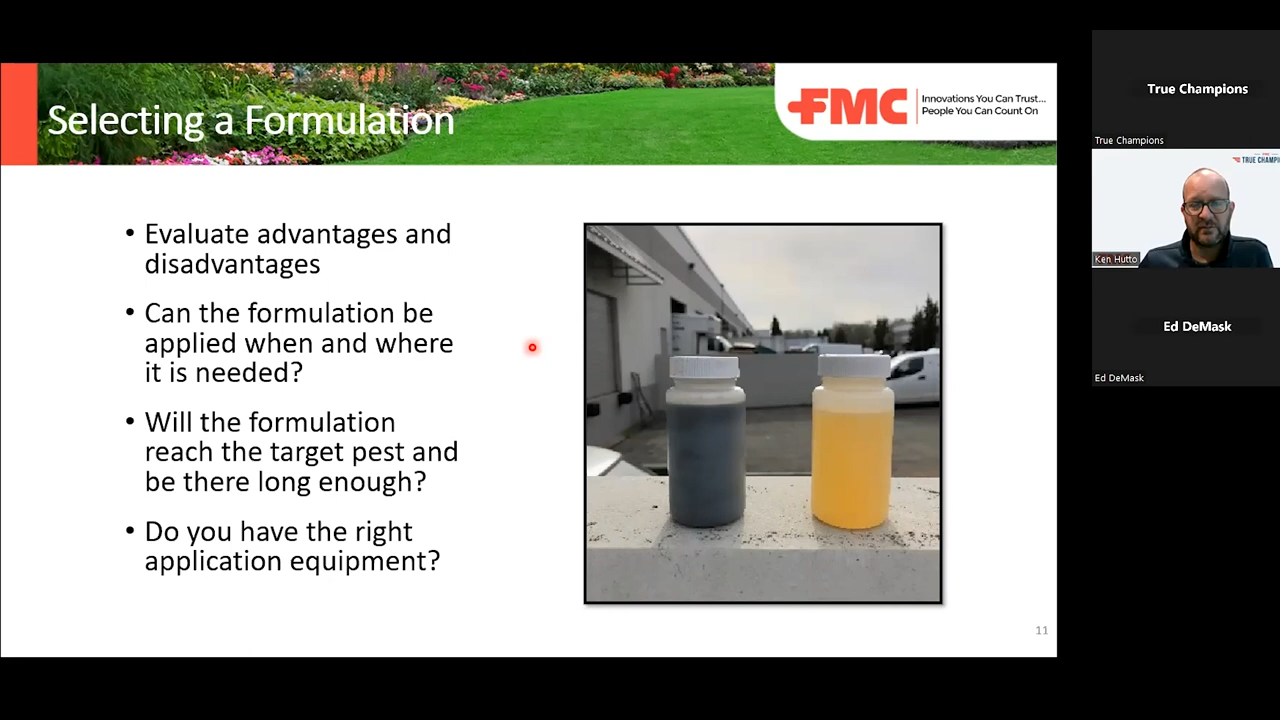 Selecting a Formulation
FMC
Innovations You Can Trust...
People You Can Count On
• Evaluate advantages and
disadvantages
• Can the formulation be
applied when and where
it is needed?
• Will the formulation
reach the target pest and
be there long enough?
• Do you have the right
application equipment?
11
True Champions
True Champions
TRUE CHAMPI
Ken Hutto
Ed DeMask
Ed DeMask